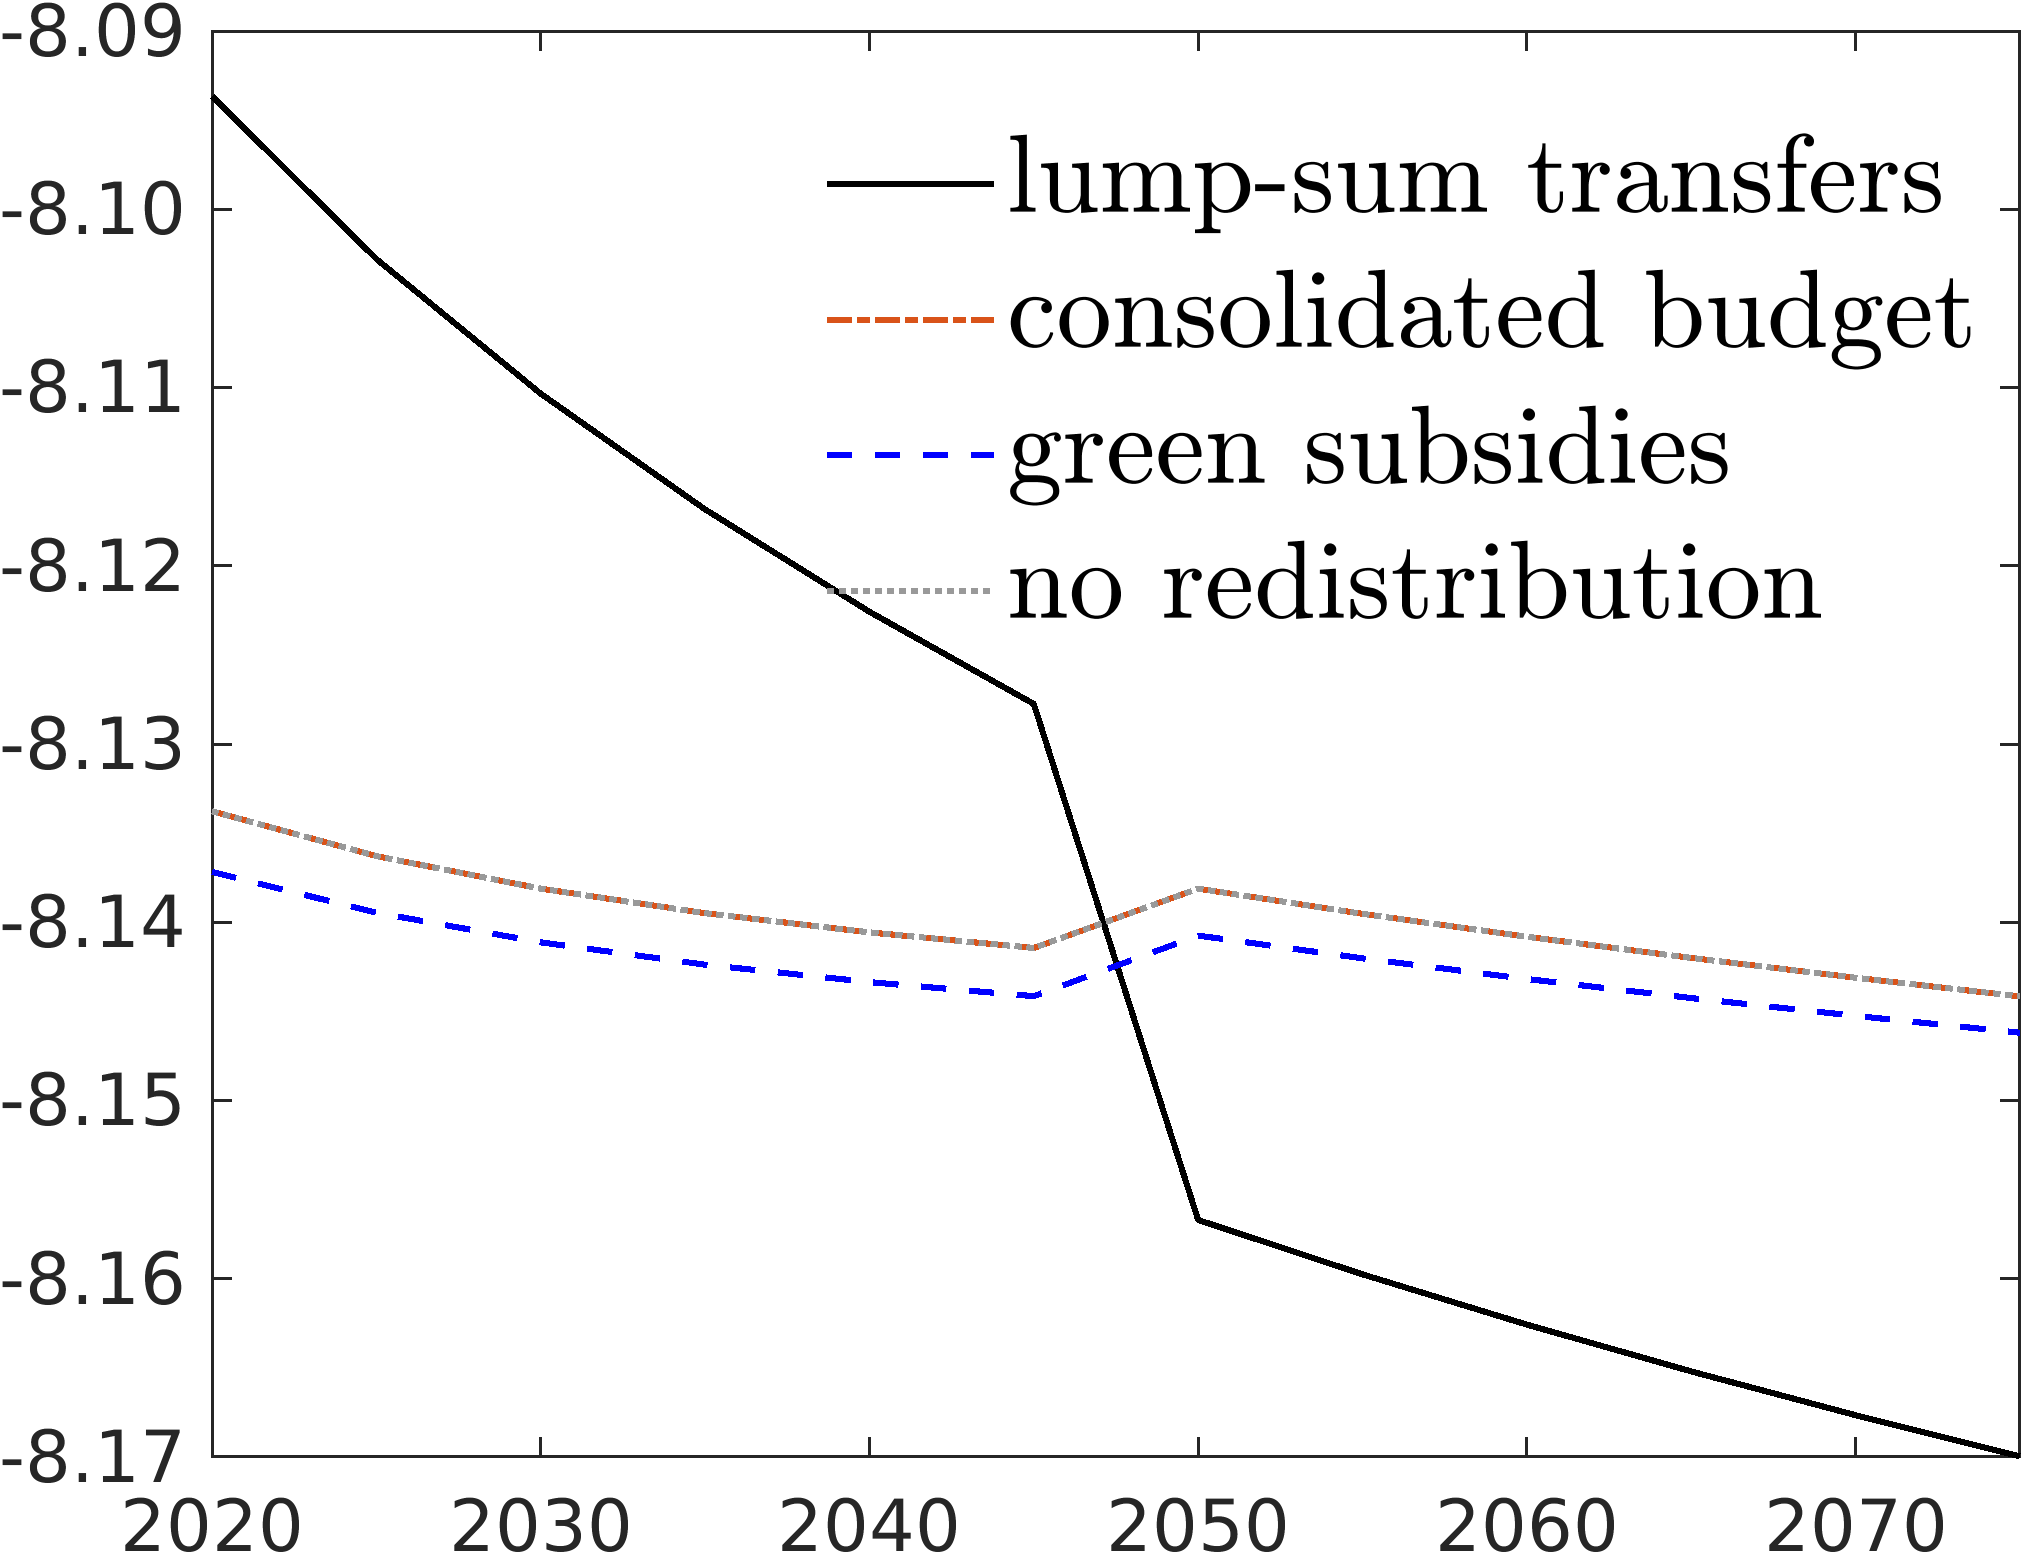 -8.09
-8.10
-8.11
-8.12
-8.13
-8.14
-8.15
-8.16
-8.17
lump-sum transfers
consolidated budget
green subsidies
no redistribution
2020 2030 2040 2050 2060 2070